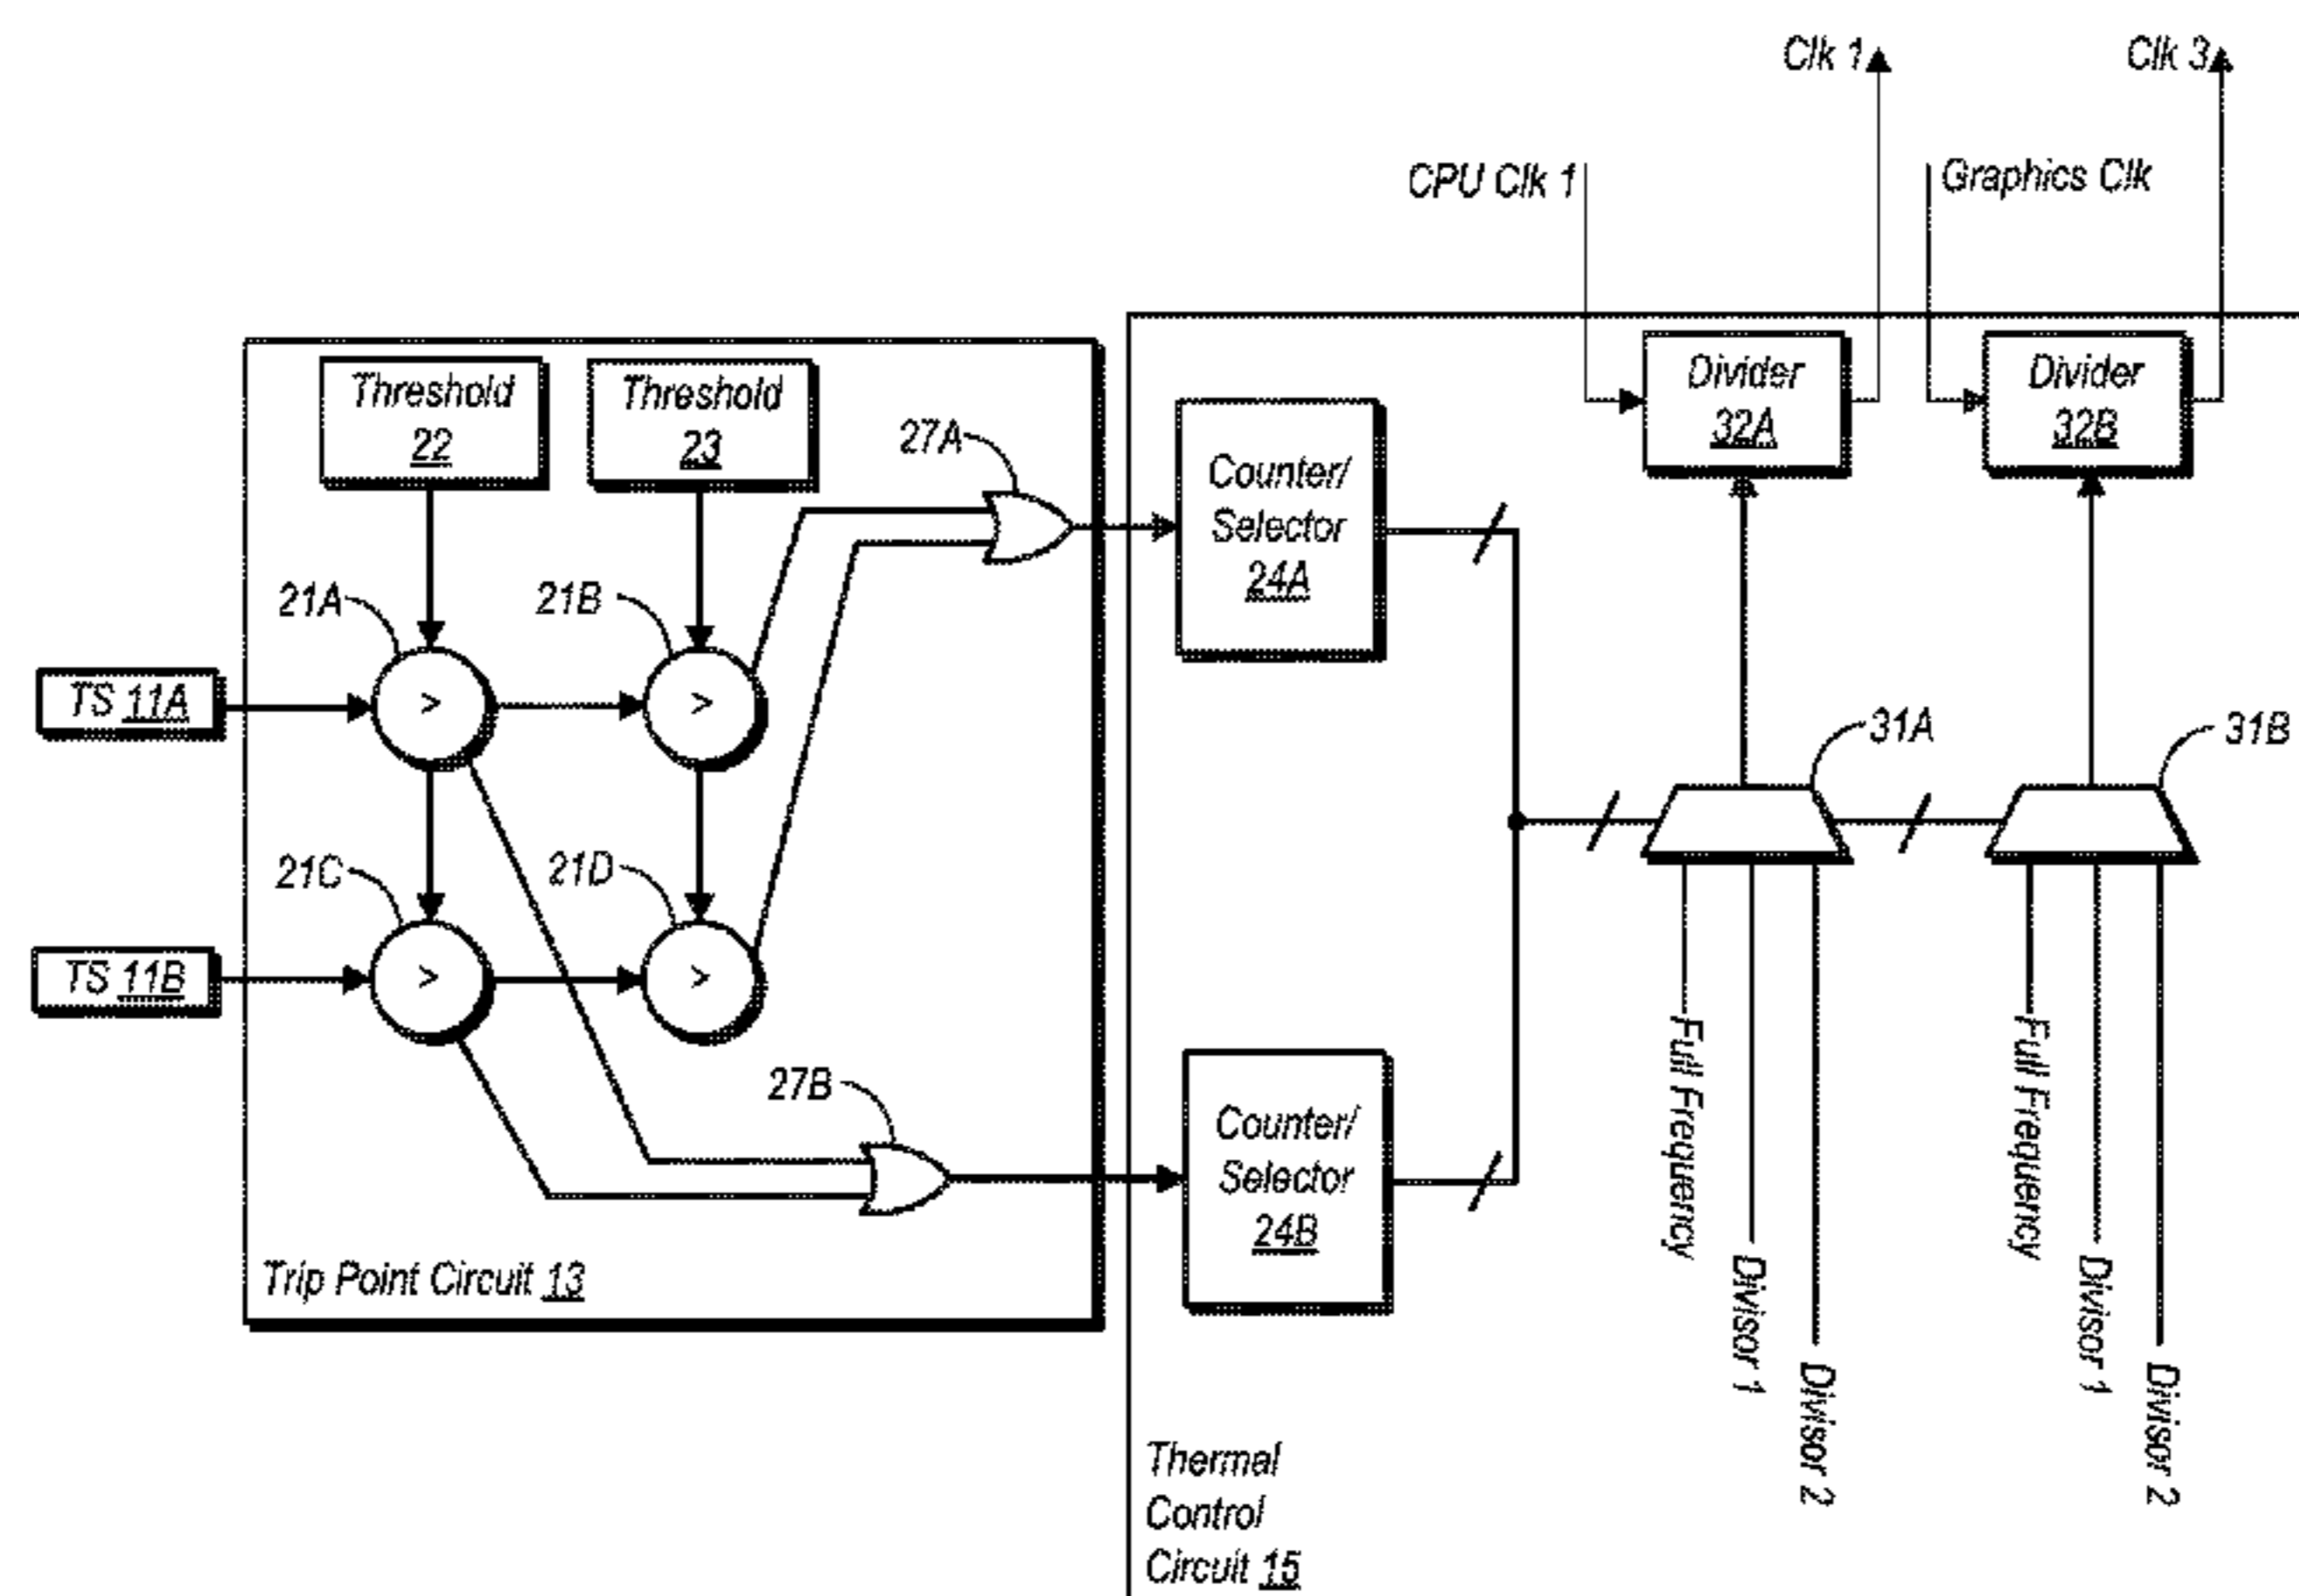 Clk 1
Clk 3
CPU Clk 1
Graphics Clk
Threshold
22
Threshold
23
27A
Counter/
Selector
24A
Divider
32A
Divider
32B
21A
21B
TS 11A
>
>
31A
31B
21C
21D
TS 11B
>
>
27B
Counter/
Selector
24B
Full Frequency
Divisor 1
Divisor 2
Full Frequency
Divisor 1
Divisor 2
Trip Point Circuit 13
Thermal
Control
Circuit 15